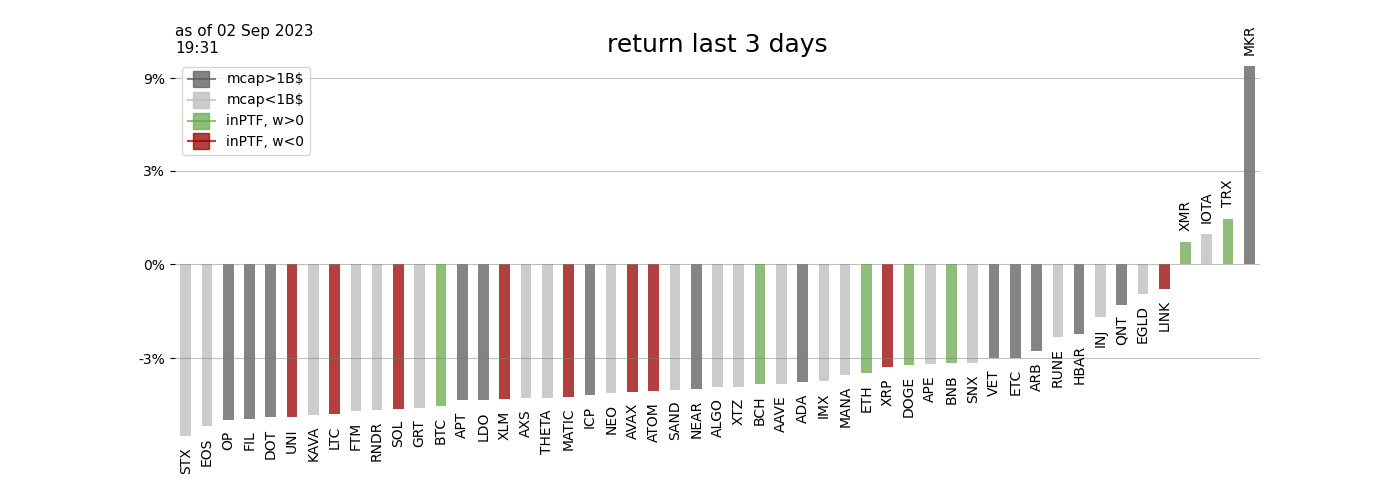 as of 02 Sep 2023
19:31
return last 3 days
mcap>1B$
mcap<1B$
inPTF, w>0
inPTF, w<0
9%
3%
0%
-3%
STX
EOS
OP
FIL
DOT
UNI
KAVA
LTC
FTM
RNDR
SOL
GRT
BTC
APT
LDO
XLM
AXS
THETA
MATIC
ICP
NEO
AVAX
ATOM
SAND
NEAR
ALGO
XTZ
BCH
AAVE
ADA
IMX
MANA
ETH
XRP
DOGE
APE
BNB
SNX
VET
ETC
ARB
RUNE
HBAR
INJ
QNT
EGLD
LINK
XMR
IOTA
TRX
MKR